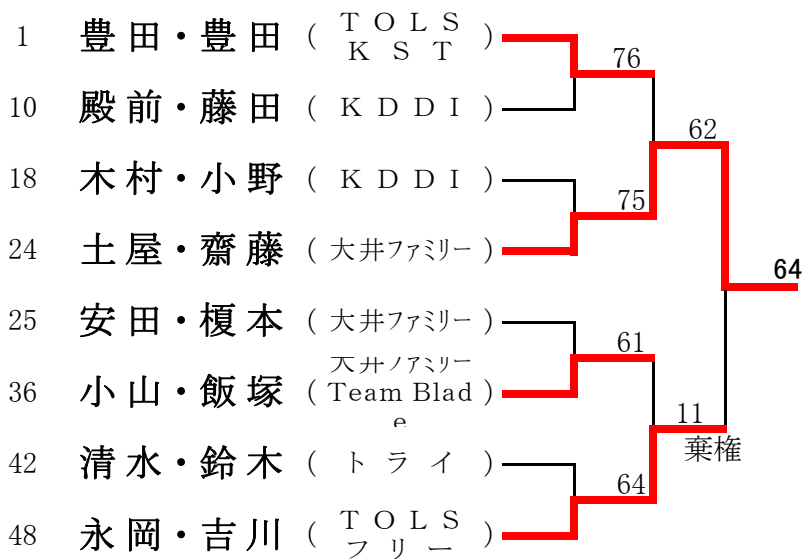 1 豊田・豊田 ( TOLS KST )
76
10 殿前・藤田 ( KDDI )
62
18 木村・小野 ( KDDI )
75
24 土屋・齋藤 ( 大井ファミリー )
64
25 安田・榎本 ( 大井ファミリー )
61
36 小山・飯塚 ( 大井ファミリー Team Blade )
11
棄権
42 清水・鈴木 ( トライ )
64
48 永岡・吉川 ( TOLS フリー )